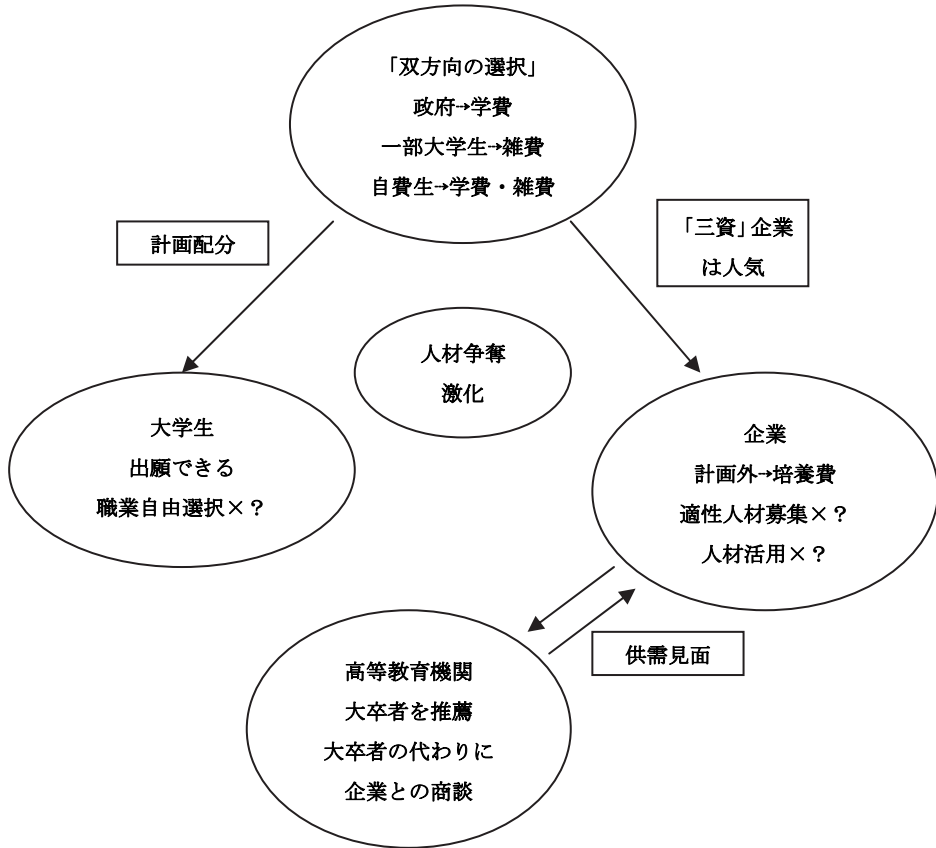 「双方向の選択」
政府→学費
一部大学生→雑費
自費生→学費・雑費
計画配分
「三資」企業
は人気
人材争奪
激化
大学生
出願できる
職業自由選択×？
企業
計画外→培養費
適性人材募集×？
人材活用×？
供需見面
高等教育機関
大卒者を推薦
大卒者の代わりに
企業との商談